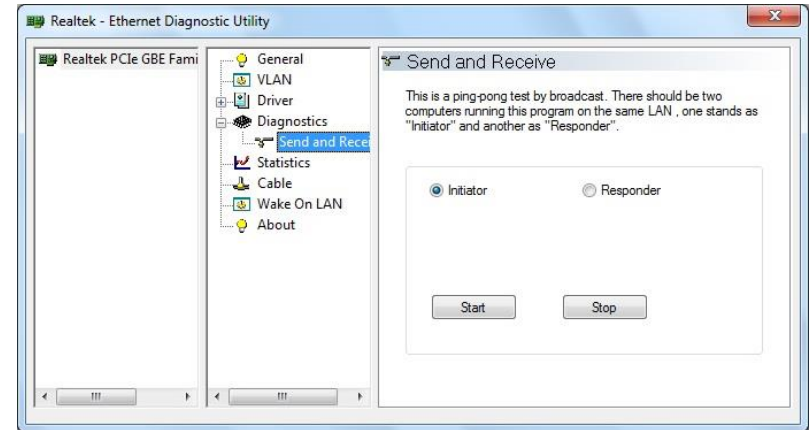 Realtek - Ethernet Diagnostic Utility
Realtek PCIe GBE Fami
General
VLAN
Driver
Diagnostics
Send and Recei
Statistics
Cable
Wake On LAN
About
Send and Receive
This is a ping-pong test by broadcast. There should be two
computers running this program on the same LAN , one stands as
"Initiator" and another as "Responder".
Initiator Responder
Start Stop